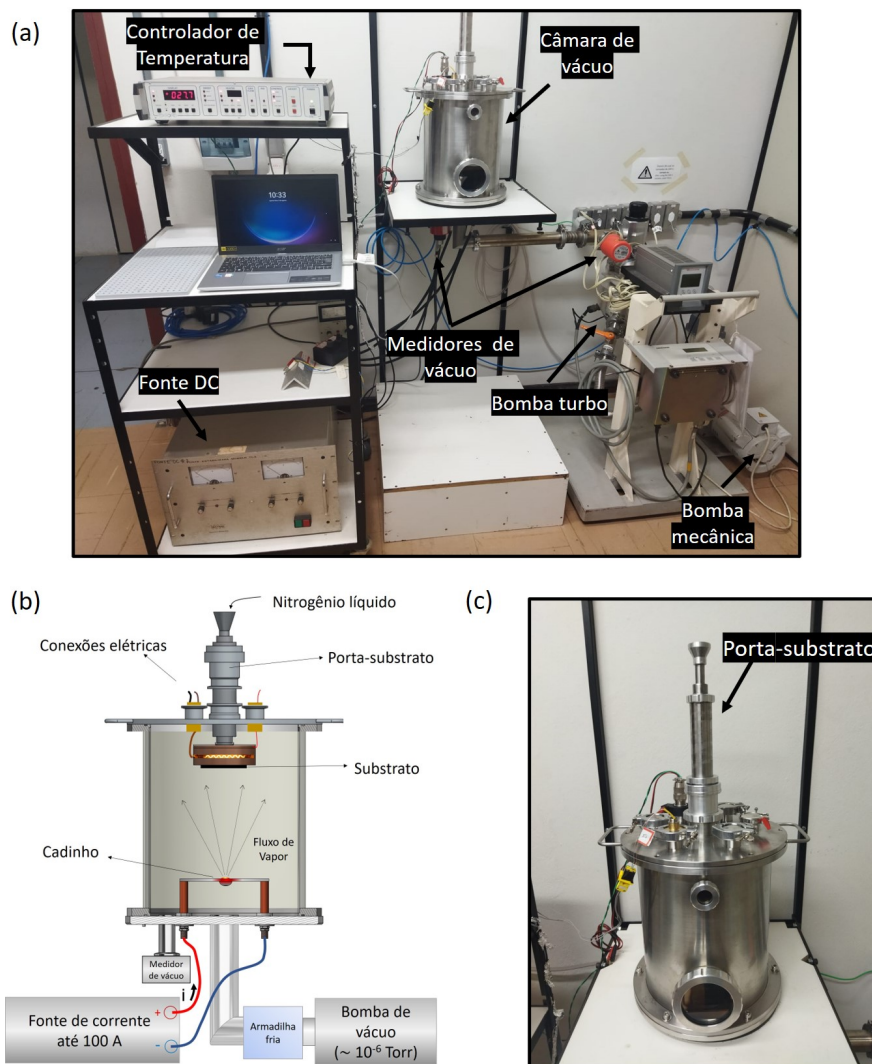 (a)
Controlador de
Temperatura
027.7
10:33
Câmara de
vácuo
Medidores de
vácuo
Bomba turbo
Fonte DC
Bomba
mecânica
(b)
Nitrogênio líquido
Conexões elétricas
Porta-substrato
Substrato
Fluxo de
Vapor
Cadinho
Medidor
de vácuo
i
+
-
Fonte de corrente
até 100 A
Armadilha
fria
Bomba de
vácuo
(~ 10⁻⁶ Torr)
(c)
Porta-substrato